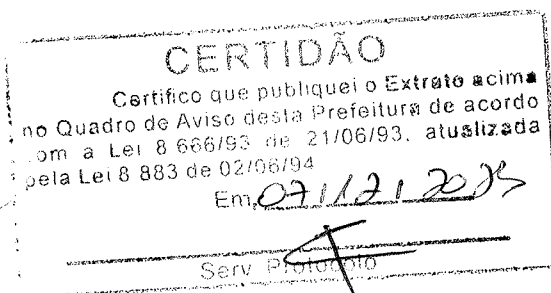 CERTIDÃO
Certifico que publiquei o Extrato acima
no Quadro de Aviso desta Prefeitura de acordo
com a Lei 8 666/93 de 21/06/93, atualizada
pela Lei 8 883 de 02/06/94
Em, 07 / 12 /
Serv Protocolo